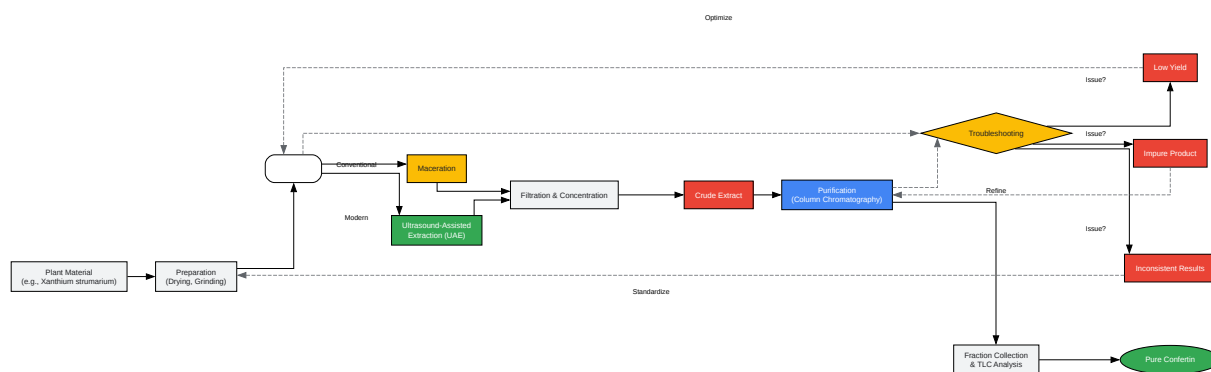 Optimize
Low Yield
Issue?
Troubleshooting
Issue?
Impure Product
Conventional
Maceration
Filtration & Concentration
Crude Extract
Purification
(Column Chromatography)
Refine
Modern
Ultrasound-Assisted
Extraction (UAE)
Issue?
Plant Material
(e.g., Xanthium strumarium)
Preparation
(Drying, Grinding)
Inconsistent Results
Standardize
Fraction Collection
& TLC Analysis
Pure Confertin